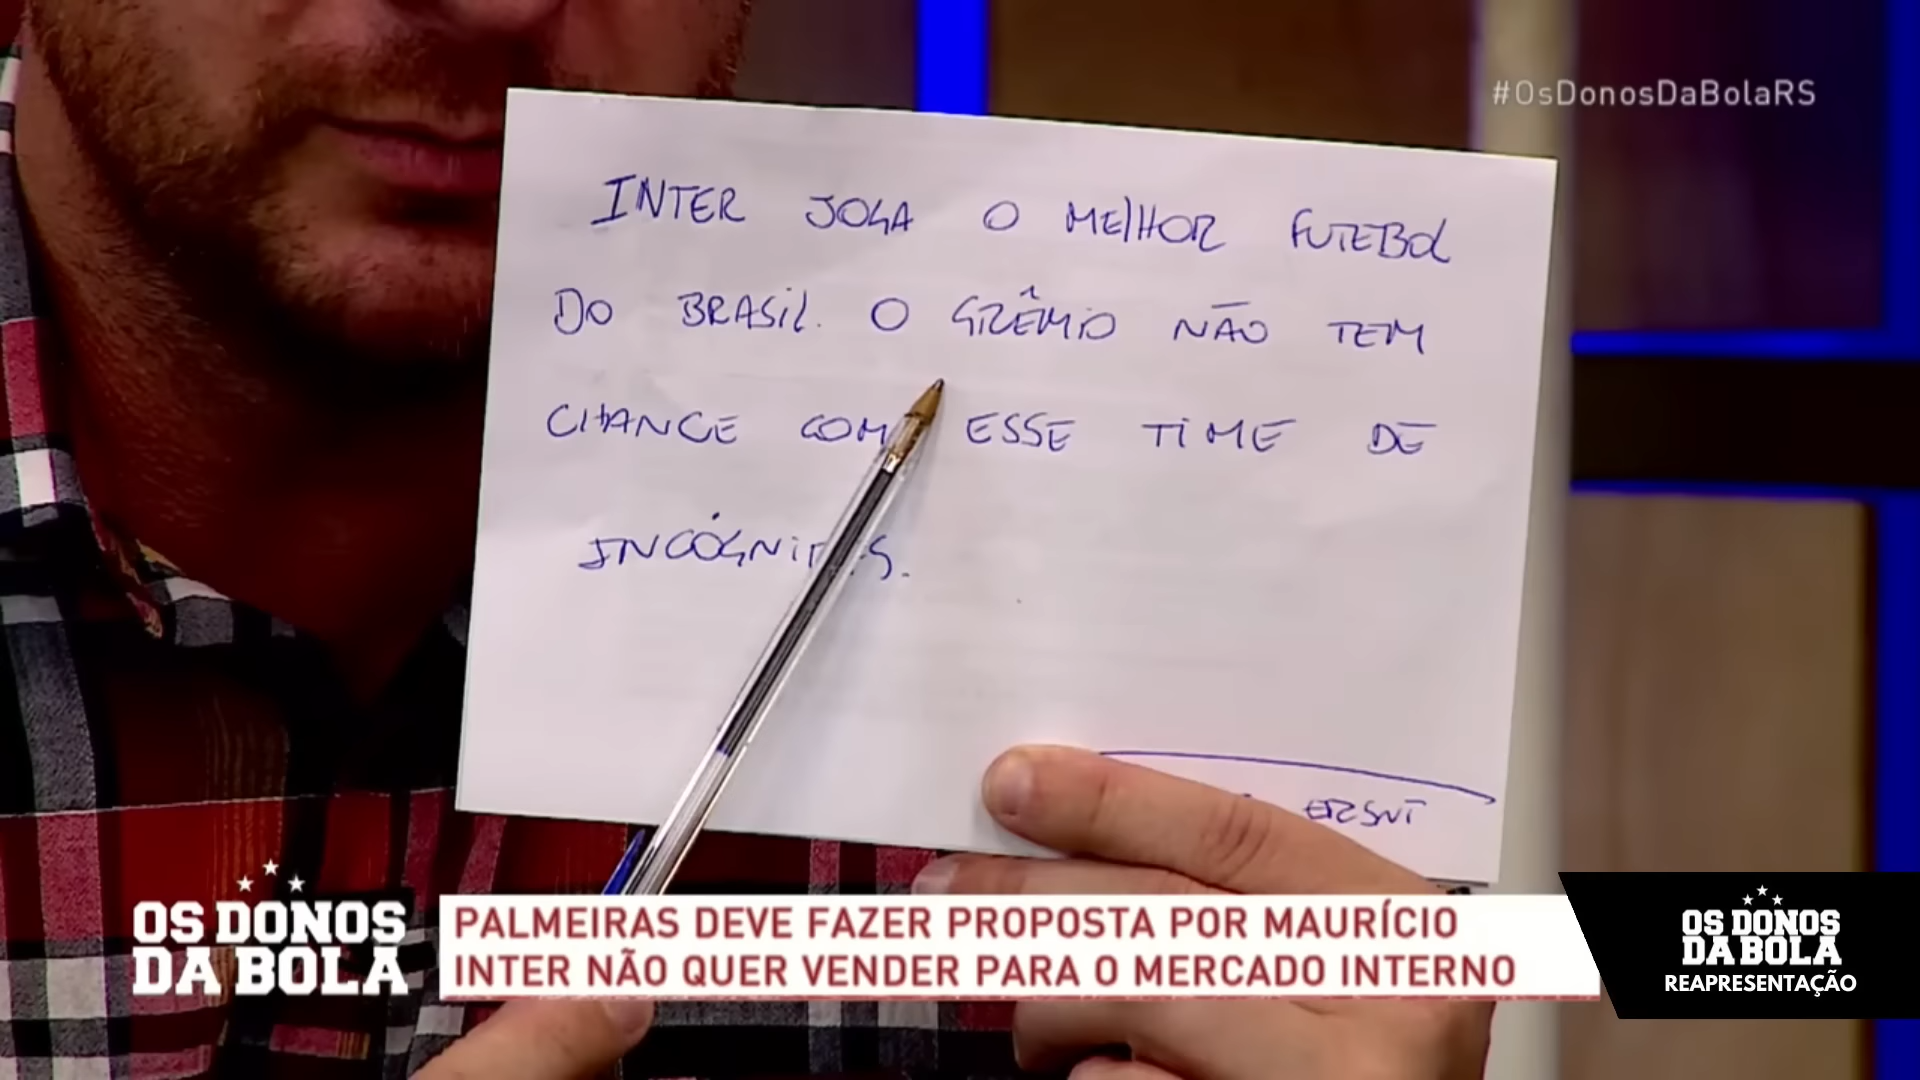 #OsDonosDaBolaRS
INTER JOGA O MELHOR FUTEBOL
DO BRASIL. O GRÊMIO NÃO TEM
CHANCE COM ESSE TIME DE
OS DONOS
DA BOLA
PALMEIRAS DEVE FAZER PROPOSTA POR MAURÍCIO
INTER NÃO QUER VENDER PARA O MERCADO INTERNO
OS DONOS
DA BOLA
REAPRESENTAÇÃO